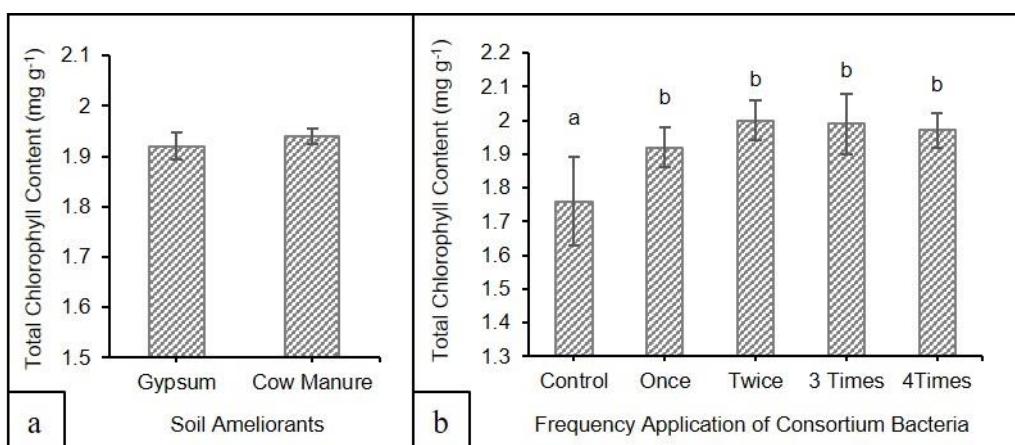 Total Chlorophyll Content (mg g⁻¹)
2.1
2
1.9
1.8
1.7
1.6
1.5
Gypsum Cow Manure
Soil Ameliorants
a
Total Chlorophyll Content (mg g⁻¹)
2.2
2.1
2
1.9
1.8
1.7
1.6
1.5
1.4
1.3
a
b
b
b
b
Control Once Twice 3 Times 4Times
Frequency Application of Consortium Bacteria
b